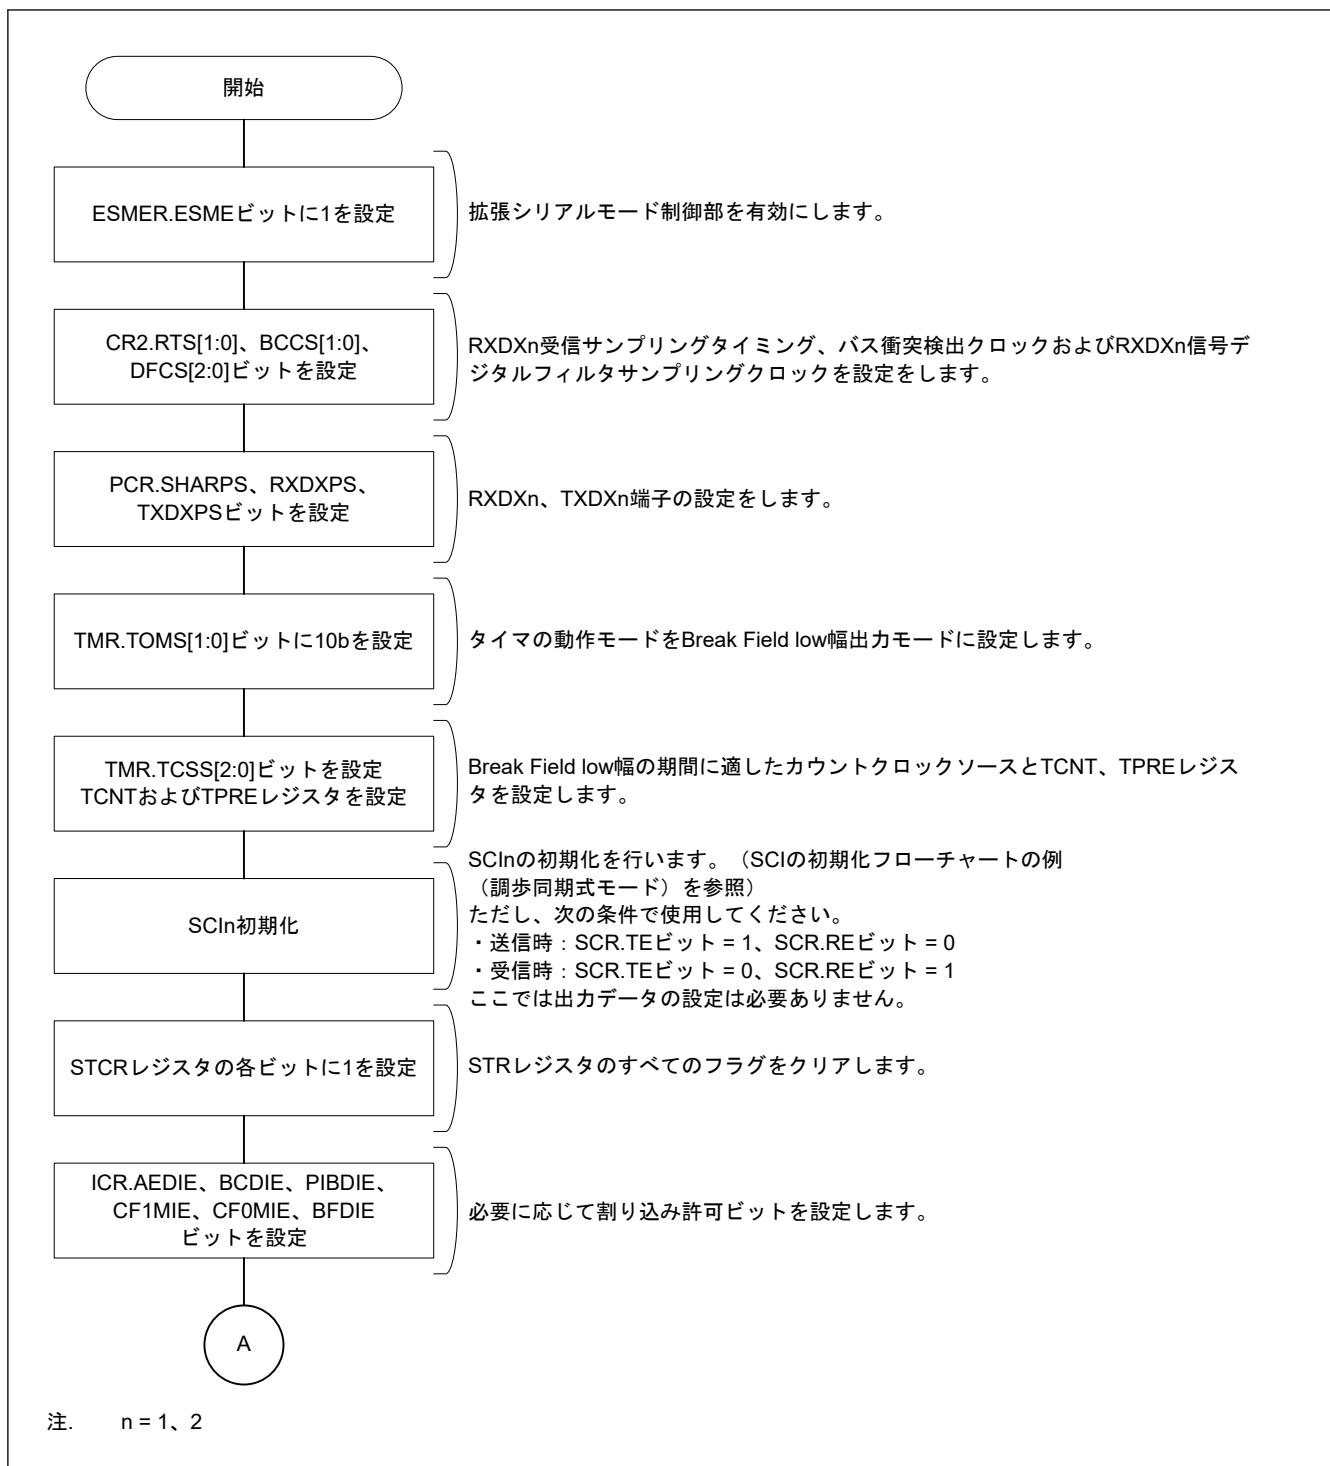 開始
ESMER.ESMEビットに1を設定
拡張シリアルモード制御部を有効にします。
CR2.RTS[1:0]、BCCS[1:0]、
DFCS[2:0]ビットを設定
RXDXn受信サンプリングタイミング、バス衝突検出クロックおよびRXDXn信号デ
ジタルフィルタサンプリングクロックを設定をします。
PCR.SHARPS、RXDXPS、
TXDXPSビットを設定
RXDXn、TXDXn端子の設定をします。
TMR.TOMS[1:0]ビットに10bを設定
タイマの動作モードをBreak Field low幅出力モードに設定します。
TMR.TCSS[2:0]ビットを設定
TCNTおよびTPREレジスタを設定
Break Field low幅の期間に適したカウントクロックソースとTCNT、TPREレジス
タを設定します。
SCIn初期化
SCInの初期化を行います。（SCIの初期化フローチャートの例
（調歩同期式モード）を参照）
ただし、次の条件で使用してください。
・送信時：SCR.TEビット = 1、SCR.REビット = 0
・受信時：SCR.TEビット = 0、SCR.REビット = 1
ここでは出力データの設定は必要ありません。
STCRレジスタの各ビットに1を設定
STRレジスタのすべてのフラグをクリアします。
ICR.AEDIE、BCDIE、PIBDIE、
CF1MIE、CF0MIE、BFDIE
ビットを設定
必要に応じて割り込み許可ビットを設定します。
A
注. n = 1、2